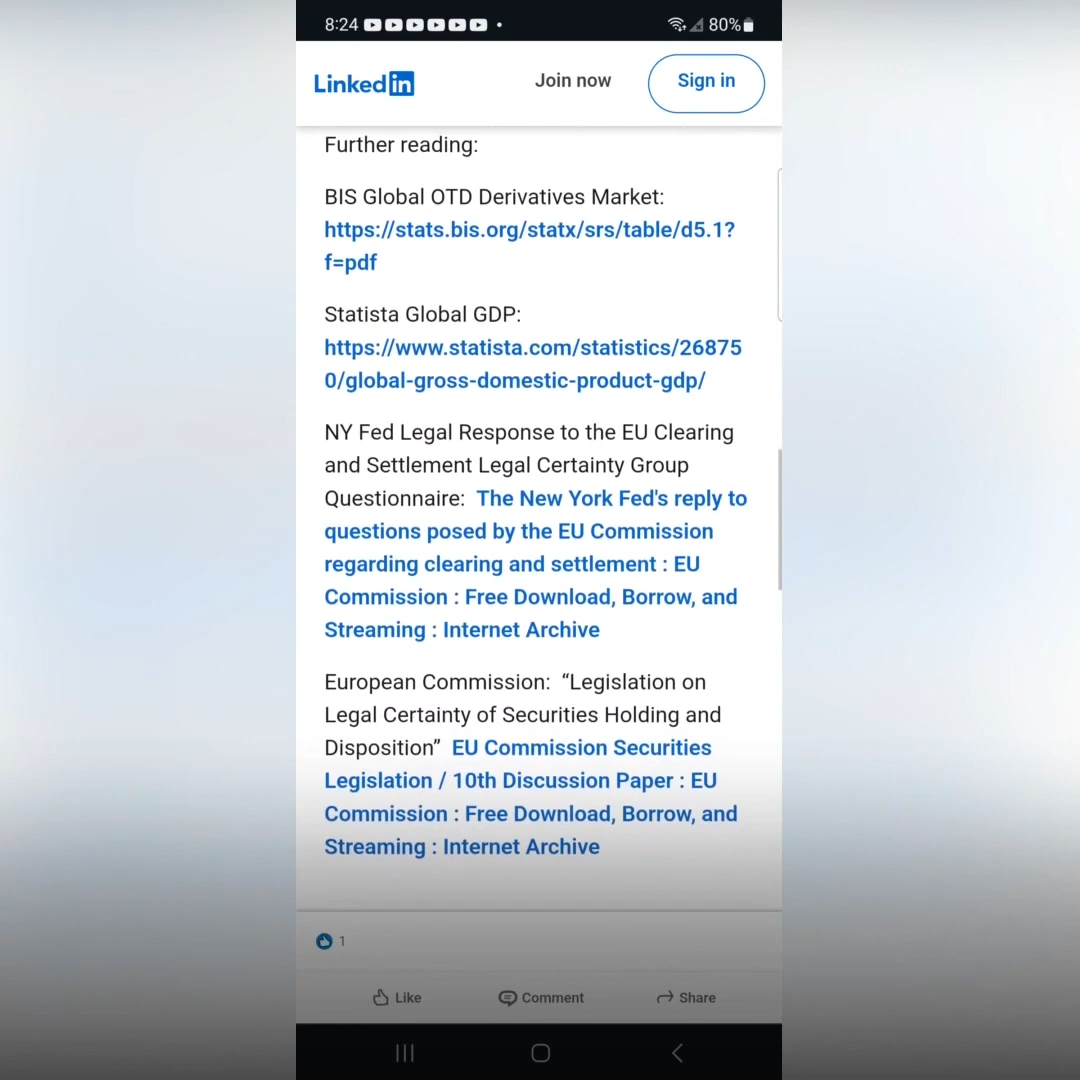 8:24
80%
Linked in
Join now
Sign in
Further reading:
BIS Global OTD Derivatives Market:
https://stats.bis.org/statx/srs/table/d5.1?
f=pdf
Statista Global GDP:
https://www.statista.com/statistics/26875
0/global-gross-domestic-product-gdp/
NY Fed Legal Response to the EU Clearing
and Settlement Legal Certainty Group
Questionnaire:  The New York Fed's reply to
questions posed by the EU Commission
regarding clearing and settlement : EU
Commission : Free Download, Borrow, and
Streaming : Internet Archive
European Commission:  “Legislation on
Legal Certainty of Securities Holding and
Disposition”  EU Commission Securities
Legislation / 10th Discussion Paper : EU
Commission : Free Download, Borrow, and
Streaming : Internet Archive
1
Like
Comment
Share